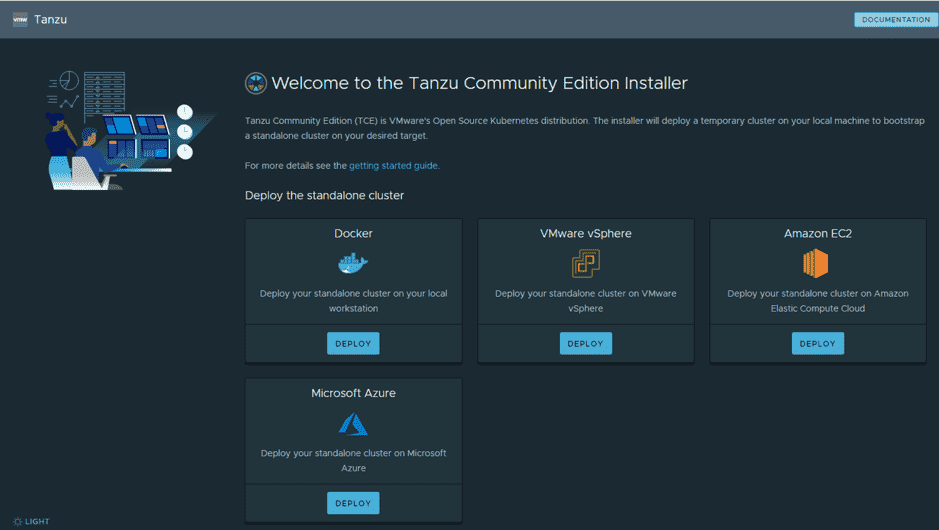 vmw Tanzu
DOCUMENTATION
Welcome to the Tanzu Community Edition Installer
Tanzu Community Edition (TCE) is VMware's Open Source Kubernetes distribution. The installer will deploy a temporary cluster on your local machine to bootstrap
a standalone cluster on your desired target.
For more details see the getting started guide.
Deploy the standalone cluster
Docker
Deploy your standalone cluster on your local
workstation
DEPLOY
VMware vSphere
Deploy your standalone cluster on VMware
vSphere
DEPLOY
Amazon EC2
Deploy your standalone cluster on Amazon
Elastic Compute Cloud
DEPLOY
Microsoft Azure
Deploy your standalone cluster on Microsoft
Azure
DEPLOY
LIGHT